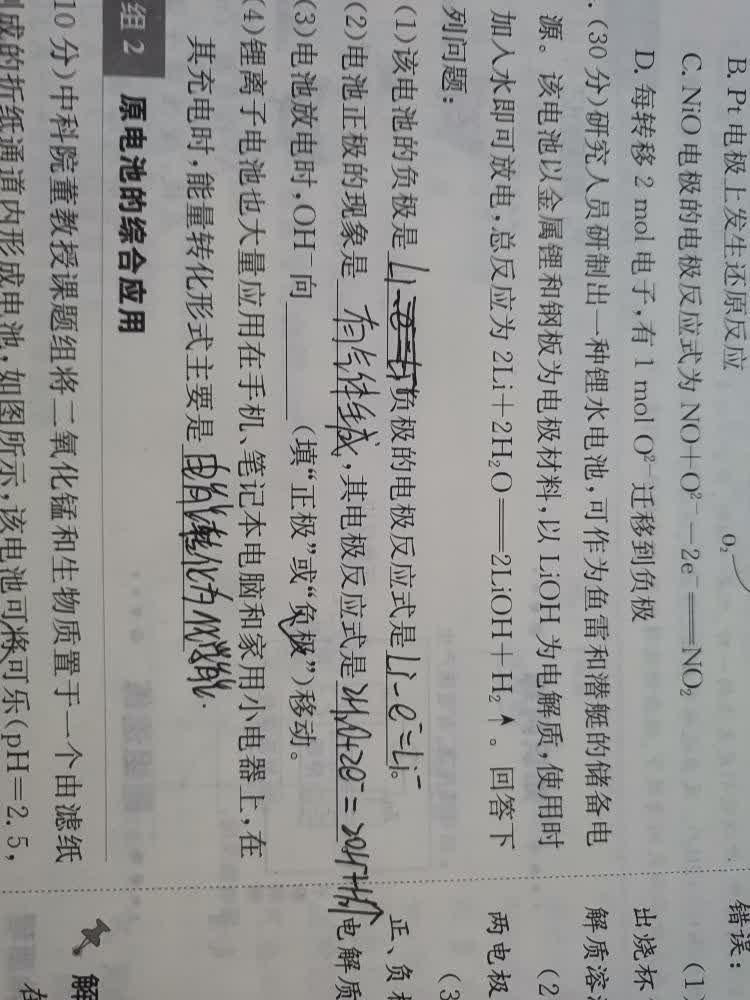 B. Pt 电极上发生还原反应
C. NiO 电极的电极反应式为 NO+O²⁻−2e⁻══NO₂
D. 每转移 2 mol 电子,有 1 mol O²⁻ 迁移到负极
O₂
.(30 分)研究人员研制出一种锂水电池,可作为鱼雷和潜艇的储备电
源。该电池以金属锂和钢板为电极材料,以 LiOH 为电解质,使用时
加入水即可放电,总反应为 2Li+2H₂O══2LiOH+H₂↑。回答下
列问题:
(1)该电池的负极是 Li 负极的电极反应式是 Li-e⁻=Li⁻。
(2)电池正极的现象是 有气体生成,其电极反应式是 2H₂O+2e⁻=2OH⁻+H₂↑
(3)电池放电时,OH⁻向______(填“正极”或“负极”)移动。
(4)锂离子电池也大量应用在手机、笔记本电脑和家用小电器上,在
其充电时,能量转化形式主要是 电能转化为化学能.
组 2 原电池的综合应用
10 分)中科院董教授课题组将二氧化锰和生物质置于一个由滤纸
成的折纸通道内形成电池,如图所示,该电池可将可乐(pH=2.5,
错误:
(1
出烧杯
解质溶
(2
两电极
(3
正、负
电解质
解
在